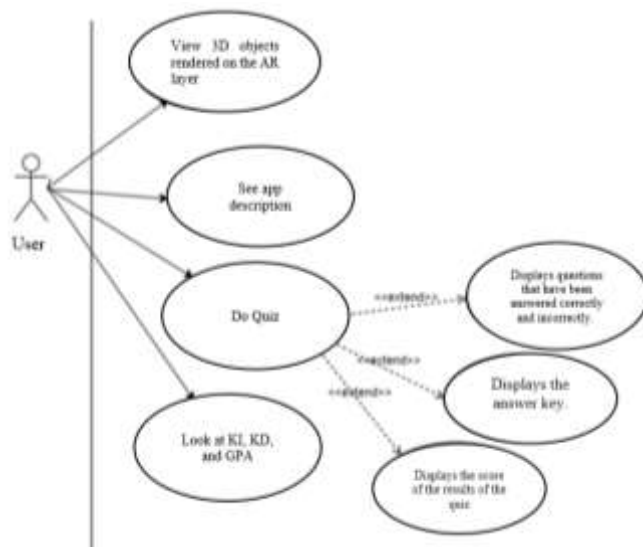 View 3D objects
rendered on the AR
layer
User
See app
description
Do Quiz
Look at KI, KD,
and GPA
<<extend>>
<<extend>>
<<extend>>
Displays questions
that have been
answered correctly
and incorrectly.
Displays the
answer key.
Displays the score
of the results of the
quiz